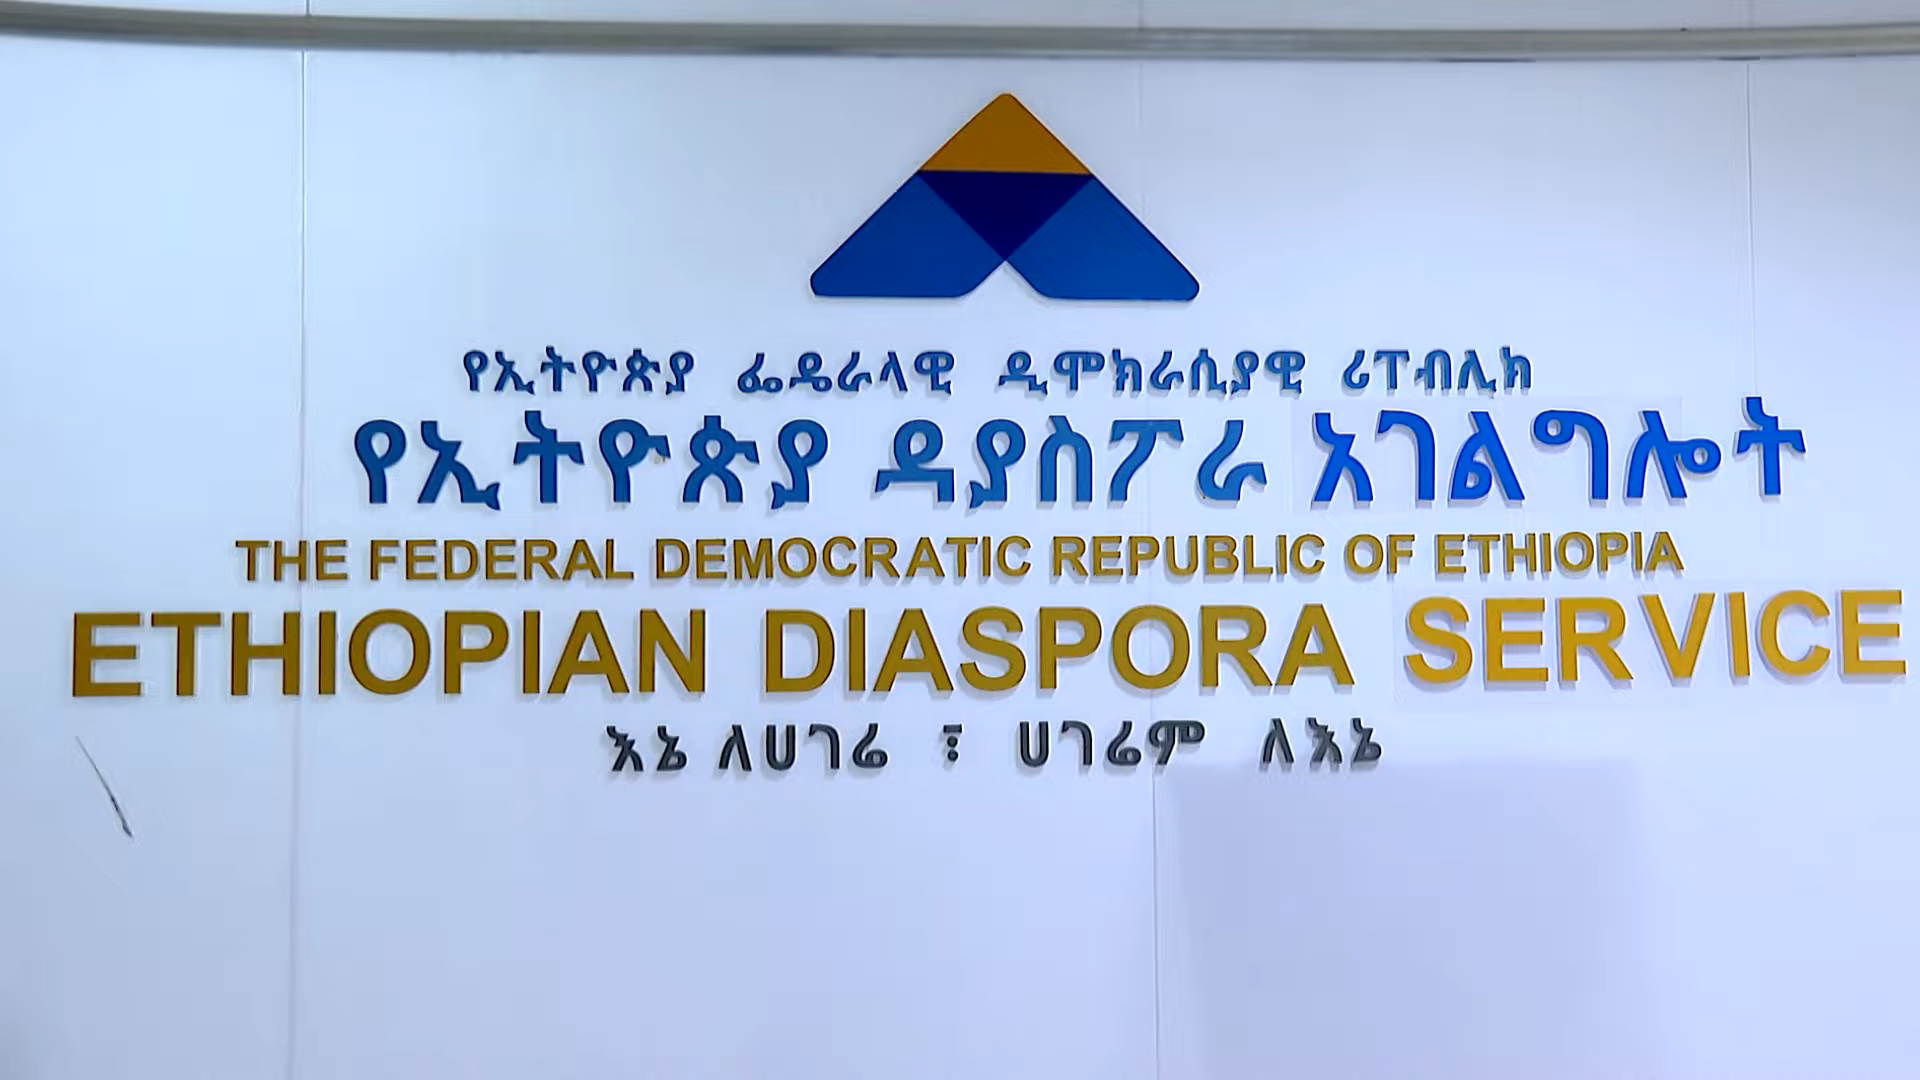 የኢትዮጵያ ፌዴራላዊ ዲሞክራሲያዊ ሪፐብሊክ
የኢትዮጵያ ዳያስፖራ አገልግሎት
THE FEDERAL DEMOCRATIC REPUBLIC OF ETHIOPIA
ETHIOPIAN DIASPORA SERVICE
እኔ ለሀገሬ ፣ ሀገሬም ለእኔ